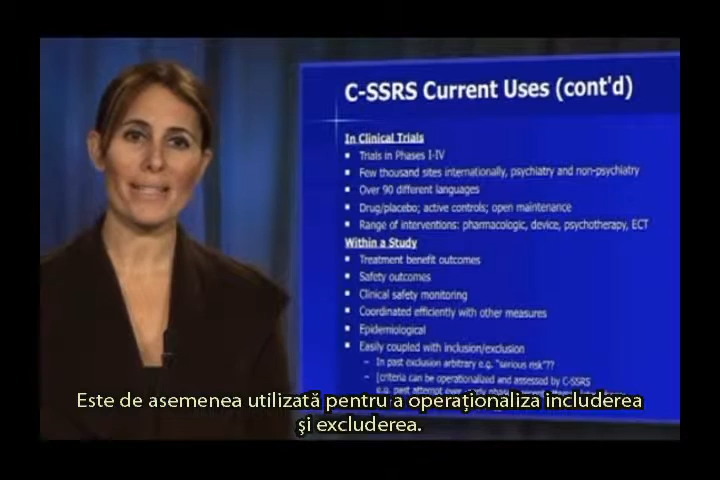 C-SSRS Current Uses (cont'd)
In Clinical Trials
▪ Trials in Phases I-IV
▪ Few thousand sites internationally, psychiatry and non-psychiatry
▪ Over 90 different languages
▪ Drug/placebo; active controls; open maintenance
▪ Range of interventions: pharmacologic, device, psychotherapy, ECT
Within a Study
▪ Treatment benefit outcomes
▪ Safety outcomes
▪ Clinical safety monitoring
▪ Coordinated efficiently with other measures
▪ Epidemiological
▪ Easily coupled with inclusion/exclusion
– In past exclusion arbitrary e.g. "serious risk"??
– [criteria can be operationalized and assessed by C-SSRS
e.g. past attempt ever
Este de asemenea utilizată pentru a operaţionaliza includerea
şi excluderea.